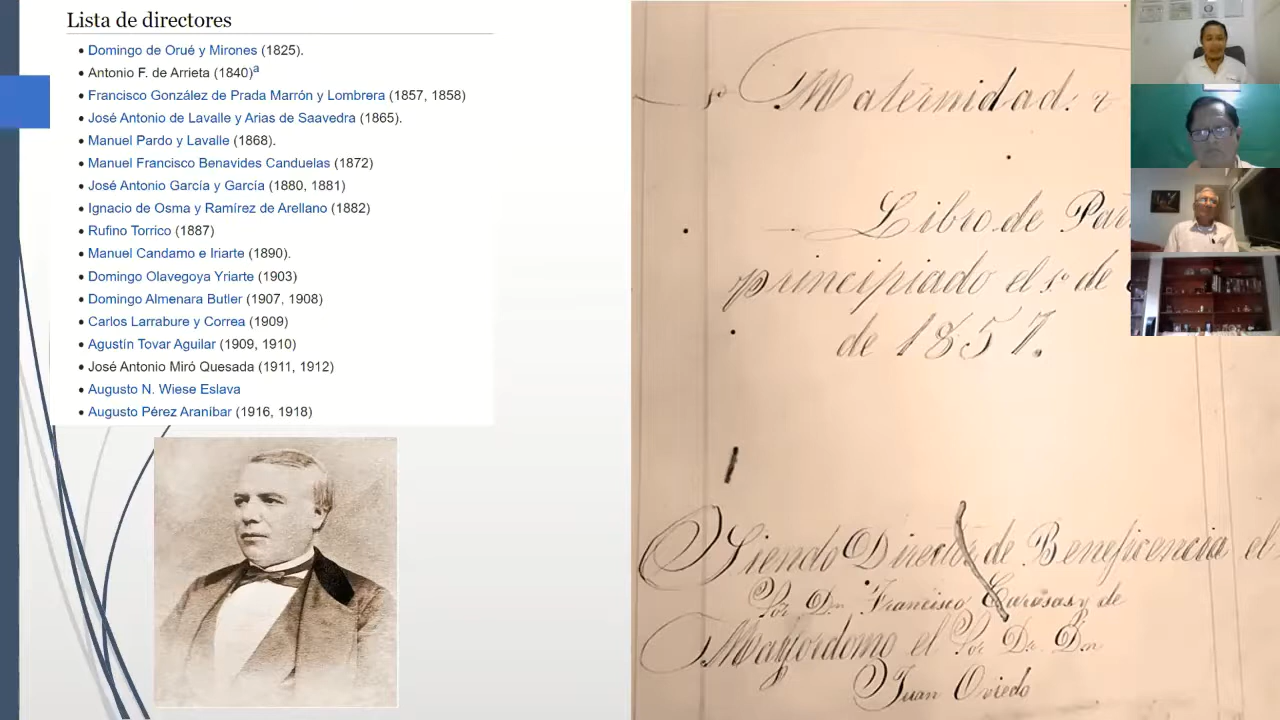 Lista de directores
• Domingo de Orué y Mirones (1825).
• Antonio F. de Arrieta (1840)a
• Francisco González de Prada Marrón y Lombrera (1857, 1858)
• José Antonio de Lavalle y Arias de Saavedra (1865).
• Manuel Pardo y Lavalle (1868).
• Manuel Francisco Benavides Canduelas (1872)
• José Antonio García y García (1880, 1881)
• Ignacio de Osma y Ramírez de Arellano (1882)
• Rufino Torrico (1887)
• Manuel Candamo e Iriarte (1890).
• Domingo Olavegoya Yriarte (1903)
• Domingo Almenara Butler (1907, 1908)
• Carlos Larrabure y Correa (1909)
• Agustín Tovar Aguilar (1909, 1910)
• José Antonio Miró Quesada (1911, 1912)
• Augusto N. Wiese Eslava
• Augusto Pérez Araníbar (1916, 1918)
Maternidad:
Libro de Par
principiado el 1º de
de 1857.
Siendo Director de Beneficencia el
Sor Dn Francisco y de
Mayordomo el Sor Dr. Dn
Juan Oviedo